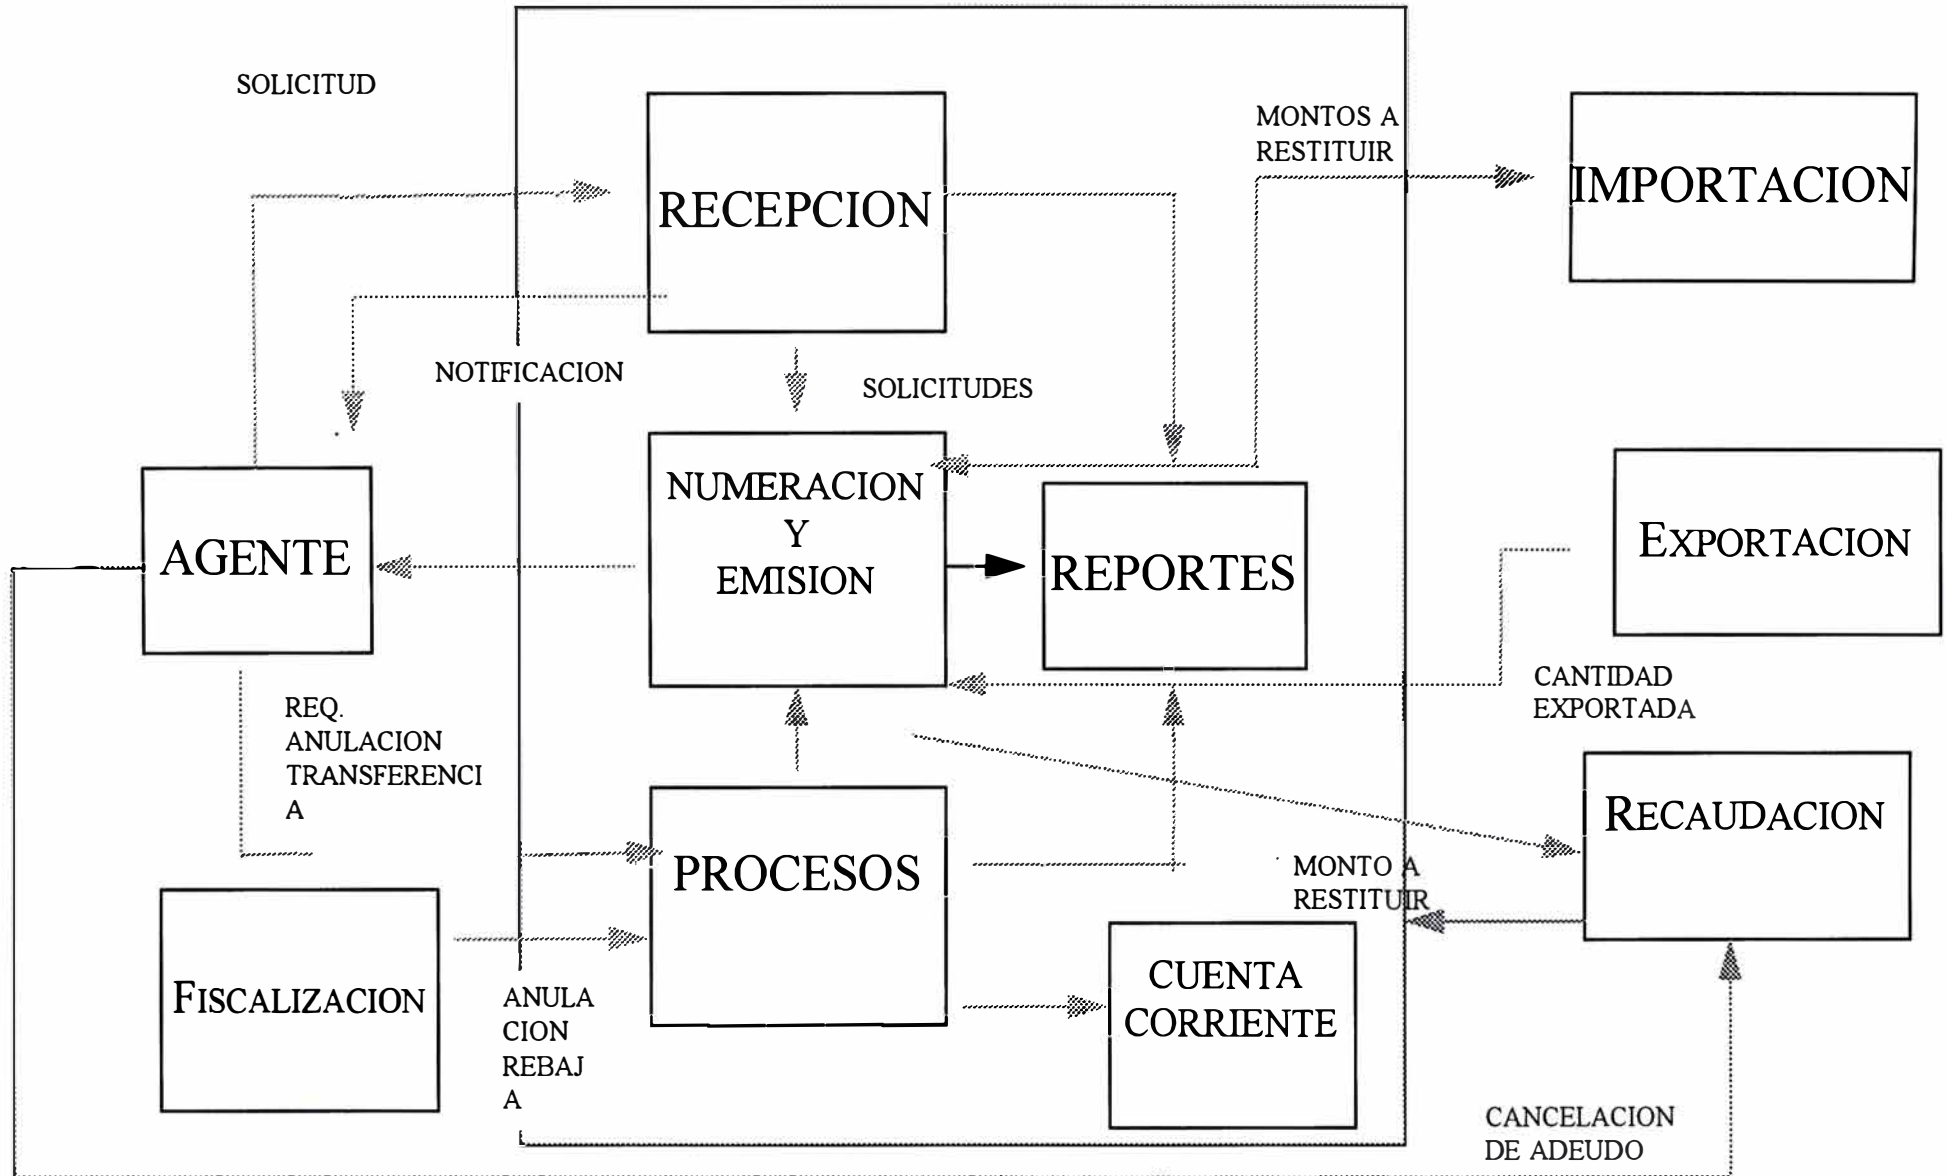 SOLICITUD
MONTOS A
RESTITUIR
RECEPCION
IMPORTACION
NOTIFICACION
SOLICITUDES
NUMERACION
Y
EMISION
AGENTE
REPORTES
EXPORTACION
CANTIDAD
EXPORTADA
REQ.
ANULACION
TRANSFERENCI
A
RECAUDACION
PROCESOS
MONTO A
RESTITUIR
FISCALIZACION
ANULA
CION
REBAJ
A
CUENTA
CORRIENTE
CANCELACION
DE ADEUDO